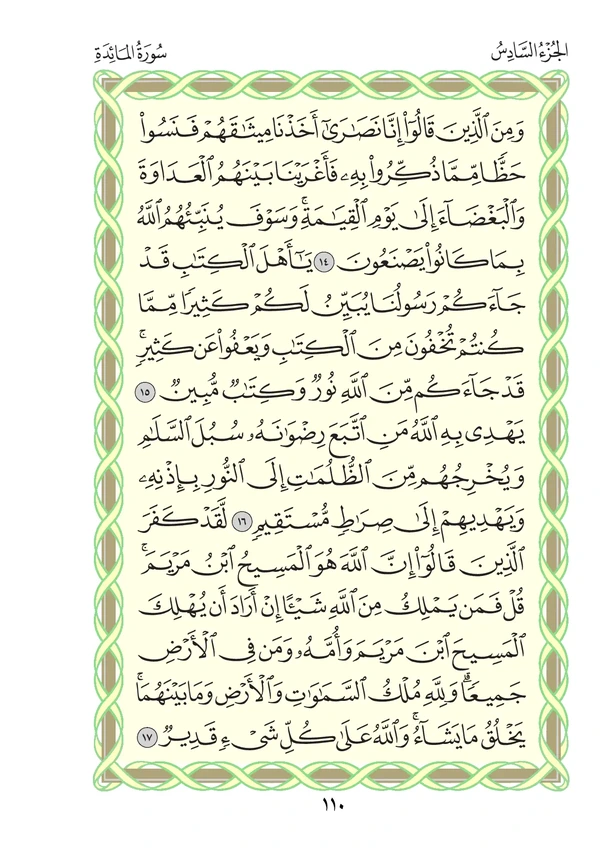 الجُزْءُ السَّادِسُ
سُورَةُ المَائِدَةِ
وَمِنَ ٱلَّذِينَ قَالُوٓا۟ إِنَّا نَصَٰرَىٰٓ أَخَذْنَا مِيثَٰقَهُمْ فَنَسُوا۟
حَظًّا مِّمَّا ذُكِّرُوا۟ بِهِۦ فَأَغْرَيْنَا بَيْنَهُمُ ٱلْعَدَاوَةَ
وَٱلْبَغْضَآءَ إِلَىٰ يَوْمِ ٱلْقِيَٰمَةِ ۚ وَسَوْفَ يُنَبِّئُهُمُ ٱللَّهُ
بِمَا كَانُوا۟ يَصْنَعُونَ ١٤ يَٰٓأَهْلَ ٱلْكِتَٰبِ قَدْ
جَآءَكُمْ رَسُولُنَا يُبَيِّنُ لَكُمْ كَثِيرًا مِّمَّا
كُنتُمْ تُخْفُونَ مِنَ ٱلْكِتَٰبِ وَيَعْفُوا۟ عَن كَثِيرٍ ۚ
قَدْ جَآءَكُم مِّنَ ٱللَّهِ نُورٌ وَكِتَٰبٌ مُّبِينٌ ١٥
يَهْدِى بِهِ ٱللَّهُ مَنِ ٱتَّبَعَ رِضْوَٰنَهُۥ سُبُلَ ٱلسَّلَٰمِ
وَيُخْرِجُهُم مِّنَ ٱلظُّلُمَٰتِ إِلَى ٱلنُّورِ بِإِذْنِهِۦ
وَيَهْدِيهِمْ إِلَىٰ صِرَٰطٍ مُّسْتَقِيمٍ ١٦ لَّقَدْ كَفَرَ
ٱلَّذِينَ قَالُوٓا۟ إِنَّ ٱللَّهَ هُوَ ٱلْمَسِيحُ ٱبْنُ مَرْيَمَ ۚ
قُلْ فَمَن يَمْلِكُ مِنَ ٱللَّهِ شَيْـًٔا إِنْ أَرَادَ أَن يُهْلِكَ
ٱلْمَسِيحَ ٱبْنَ مَرْيَمَ وَأُمَّهُۥ وَمَن فِى ٱلْأَرْضِ
جَمِيعًا ۗ وَلِلَّهِ مُلْكُ ٱلسَّمَٰوَٰتِ وَٱلْأَرْضِ وَمَا بَيْنَهُمَا ۚ
يَخْلُقُ مَا يَشَآءُ ۚ وَٱللَّهُ عَلَىٰ كُلِّ شَىْءٍ قَدِيرٌ ١٧
١١٠